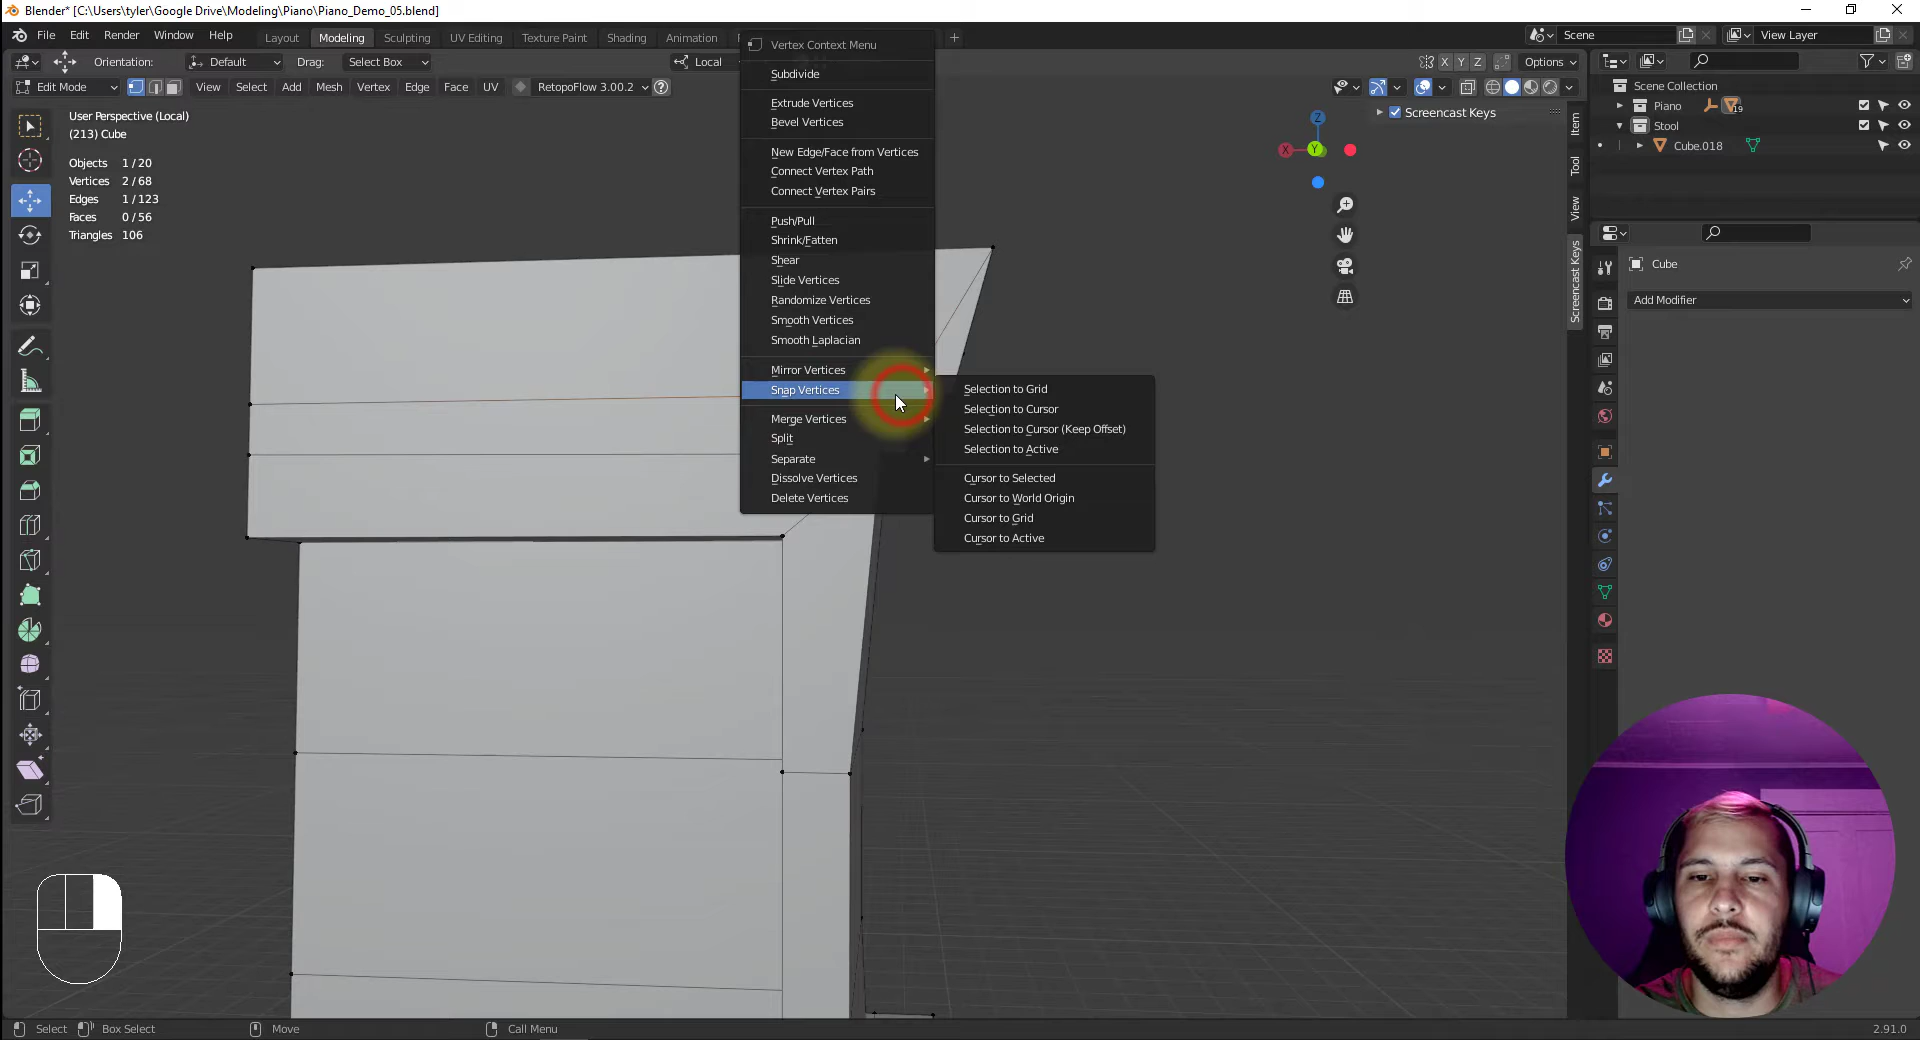 Blender* [C:\Users\tyler\Google Drive\Modeling\Piano\Piano_Demo_05.blend]
File Edit Render Window Help Layout Modeling Sculpting UV Editing Texture Paint Shading Animation Scene View Layer
Orientation: Default Drag: Select Box Local X Y Z Options
Edit Mode View Select Add Mesh Vertex Edge Face UV RetopoFlow 3.00.2
User Perspective (Local)
(213) Cube
Objects 1 / 20
Vertices 2 / 68
Edges 1 / 123
Faces 0 / 56
Triangles 106
Vertex Context Menu
Subdivide
Extrude Vertices
Bevel Vertices
New Edge/Face from Vertices
Connect Vertex Path
Connect Vertex Pairs
Push/Pull
Shrink/Fatten
Shear
Slide Vertices
Randomize Vertices
Smooth Vertices
Smooth Laplacian
Mirror Vertices
Snap Vertices
Merge Vertices
Split
Separate
Dissolve Vertices
Delete Vertices
Selection to Grid
Selection to Cursor
Selection to Cursor (Keep Offset)
Selection to Active
Cursor to Selected
Cursor to World Origin
Cursor to Grid
Cursor to Active
Z
X
Y
Screencast Keys
Item
Tool
View
Screencast Keys
Scene Collection
Piano 19
Stool
Cube.018
Cube
Add Modifier
Select Box Select Move Call Menu 2.91.0